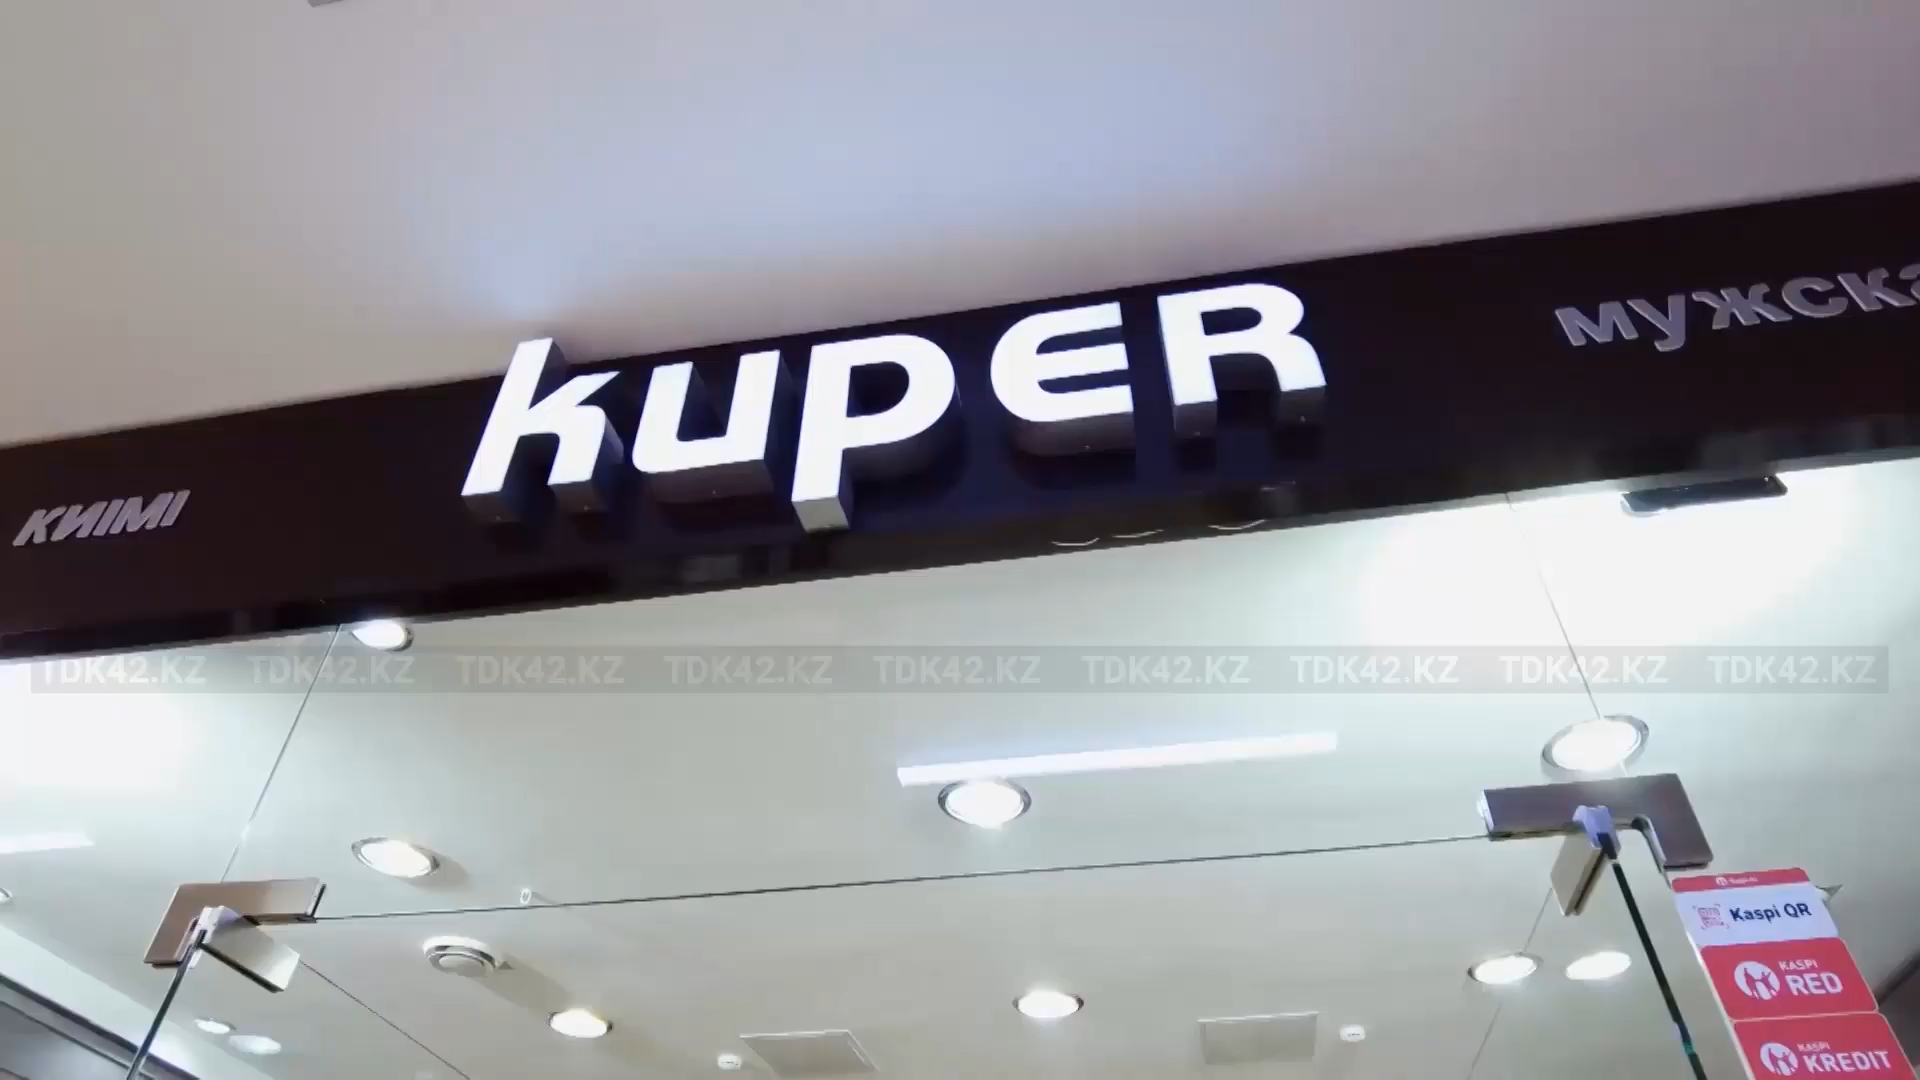 киімі
kupER
мужска
TDK42.KZ TDK42.KZ TDK42.KZ TDK42.KZ TDK42.KZ TDK42.KZ TDK42.KZ TDK42.KZ TDK42.KZ
Kaspi QR
KASPI
RED
KASPI
KREDIT